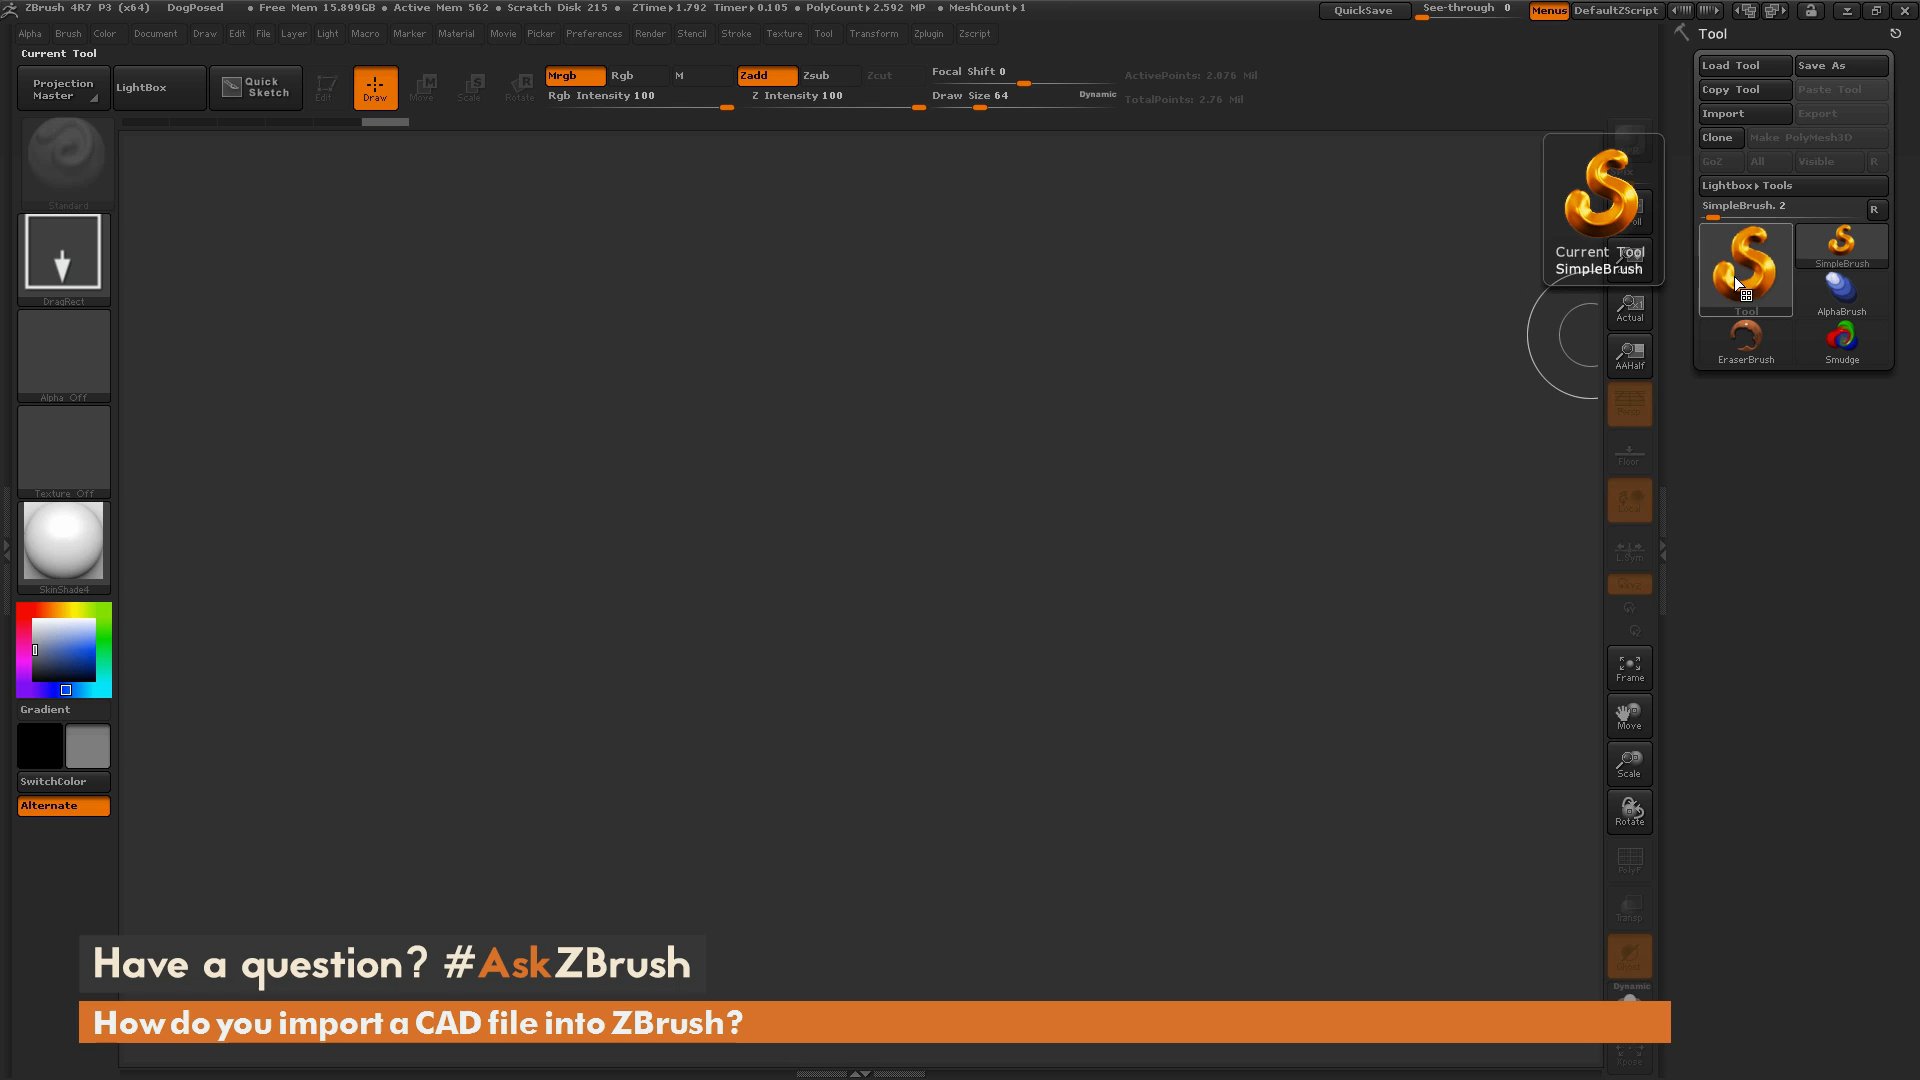 ZBrush 4R7 P3 (x64) DogPosed • Free Mem 15.899GB • Active Mem 562 • Scratch Disk 215 • ZTime▸1.792 Timer▸0.105 • PolyCount▸2.592 MP • MeshCount▸1 QuickSave See-through 0 Menus DefaultZScript
Alpha Brush Color Document Draw Edit File Layer Light Macro Marker Material Movie Picker Preferences Render Stencil Stroke Texture Tool Transform Zplugin Zscript
Current Tool
Projection Master
LightBox
Quick Sketch
Edit
Draw
Move
Scale
Rotate
Mrgb Rgb M
Rgb Intensity 100
Zadd Zsub Zcut
Z Intensity 100
Focal Shift 0
Draw Size 64 Dynamic
ActivePoints: 2.076 Mil
TotalPoints: 2.76 Mil
Standard
DragRect
Alpha Off
Texture Off
SkinShade4
Gradient
SwitchColor
Alternate
Current Tool
SimpleBrush
Actual
AAHalf
Persp
Floor
Local
L.Sym
Frame
Move
Scale
Rotate
PolyF
Transp
Ghost
Dynamic
Xpose
Tool
Load Tool Save As
Copy Tool Paste Tool
Import Export
Clone Make PolyMesh3D
GoZ All Visible R
Lightbox▸Tools
SimpleBrush. 2 R
Tool
SimpleBrush
AlphaBrush
EraserBrush
Smudge
Have a question? #AskZBrush
How do you import a CAD file into ZBrush?